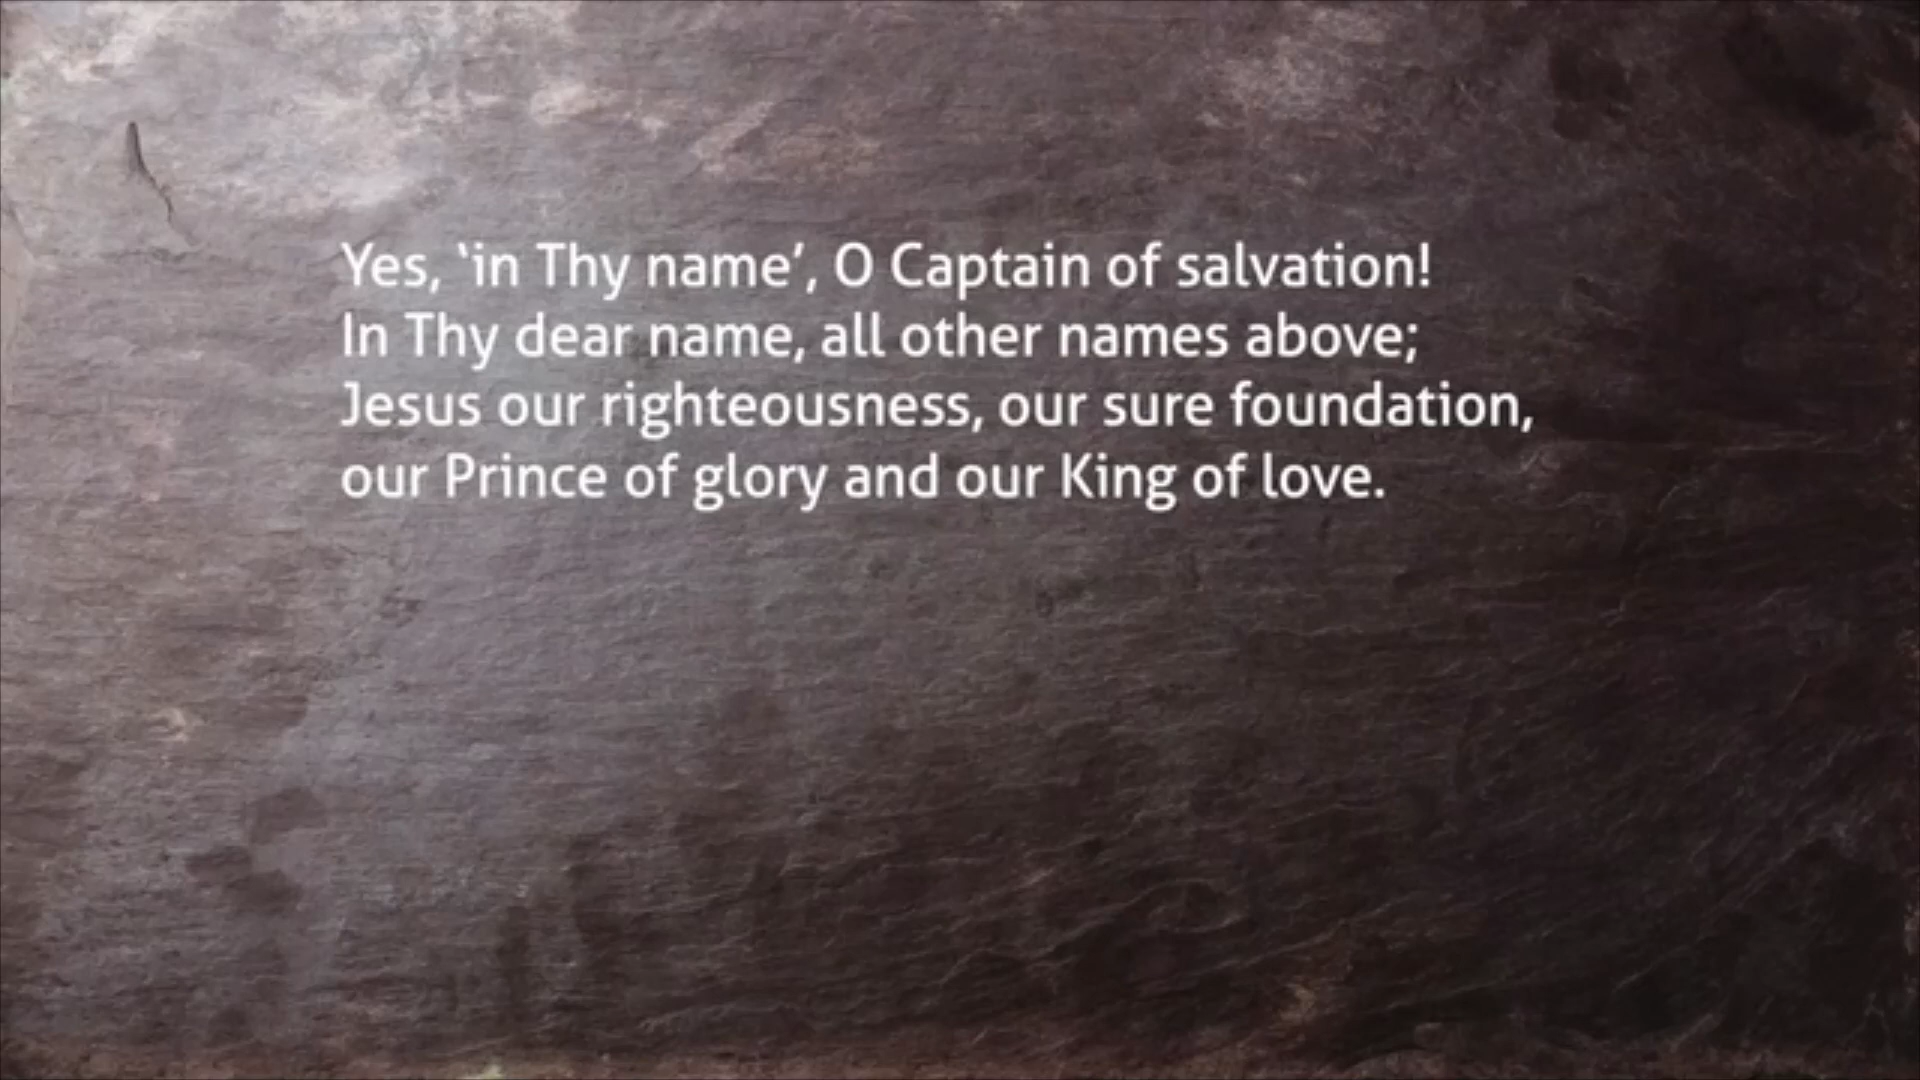 Yes, ‘in Thy name’, O Captain of salvation!
In Thy dear name, all other names above;
Jesus our righteousness, our sure foundation,
our Prince of glory and our King of love.